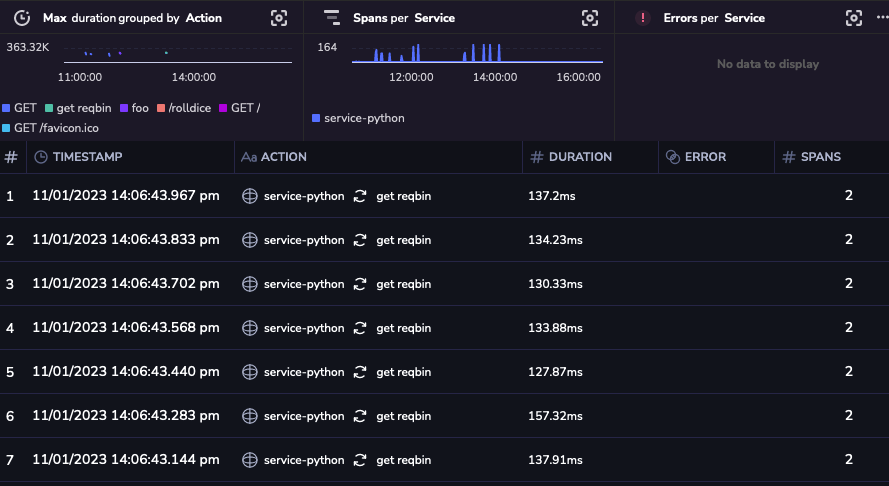 Max duration grouped by Action
Spans per Service
! Errors per Service
363.32K
11:00:00 14:00:00
GET get reqbin foo /rolldice GET /
GET /favicon.ico
164
12:00:00 14:00:00 16:00:00
service-python
No data to display
# TIMESTAMP Aa ACTION # DURATION ERROR # SPANS
1 11/01/2023 14:06:43.967 pm service-python get reqbin 137.2ms 2
2 11/01/2023 14:06:43.833 pm service-python get reqbin 134.23ms 2
3 11/01/2023 14:06:43.702 pm service-python get reqbin 130.33ms 2
4 11/01/2023 14:06:43.568 pm service-python get reqbin 133.88ms 2
5 11/01/2023 14:06:43.440 pm service-python get reqbin 127.87ms 2
6 11/01/2023 14:06:43.283 pm service-python get reqbin 157.32ms 2
7 11/01/2023 14:06:43.144 pm service-python get reqbin 137.91ms 2